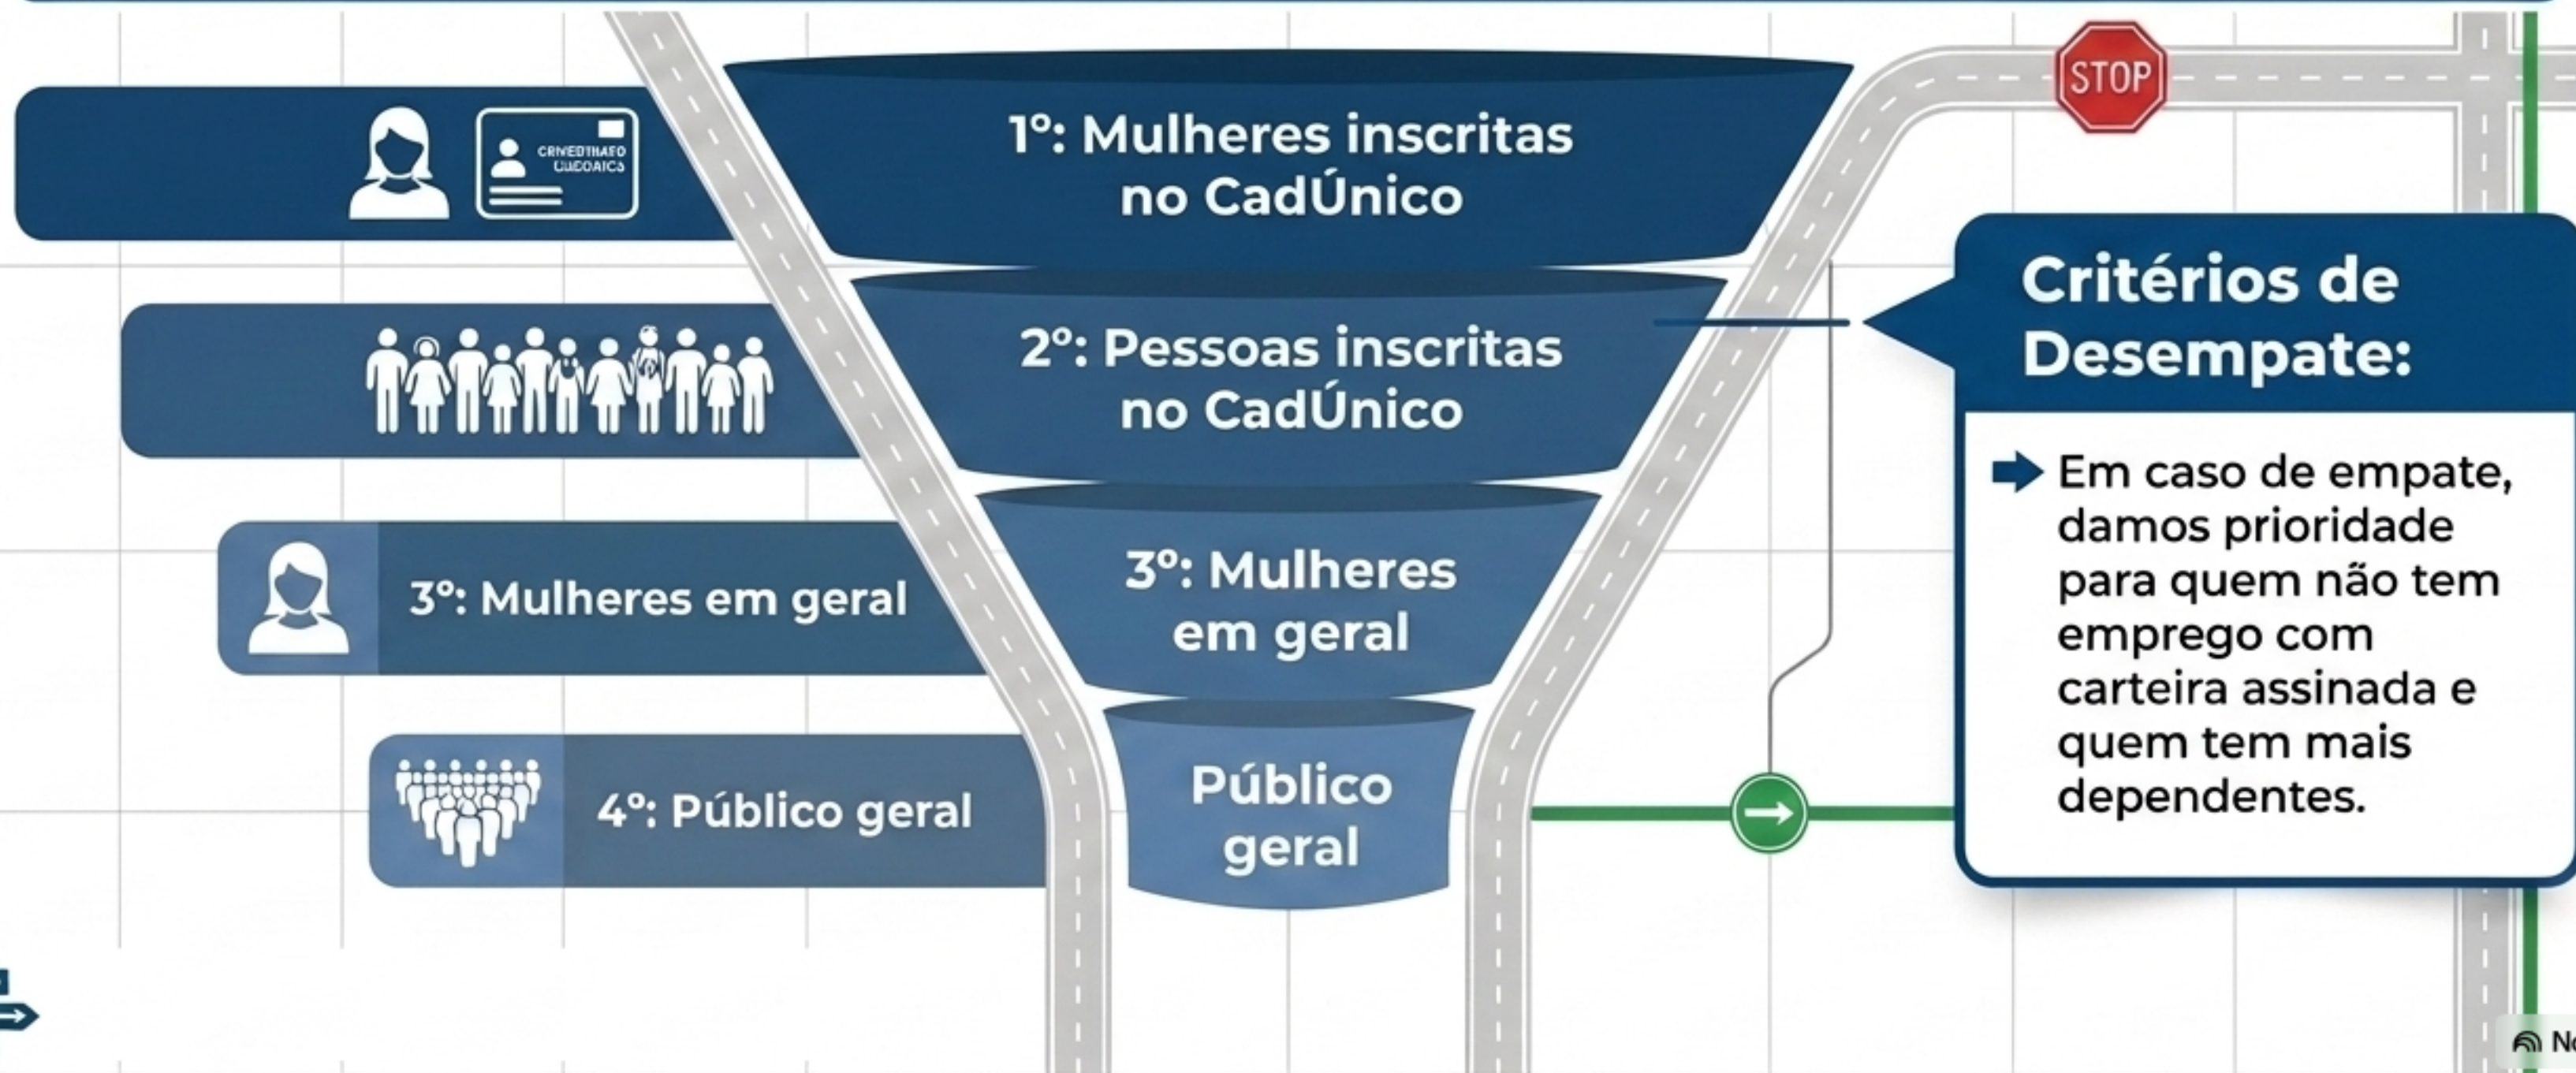 STOP
1º: Mulheres inscritas
no CadÚnico
2º: Pessoas inscritas
no CadÚnico
3º: Mulheres em geral
3º: Mulheres
em geral
4º: Público geral
Público
geral
Critérios de
Desempate:
Em caso de empate,
damos prioridade
para quem não tem
emprego com
carteira assinada e
quem tem mais
dependentes.